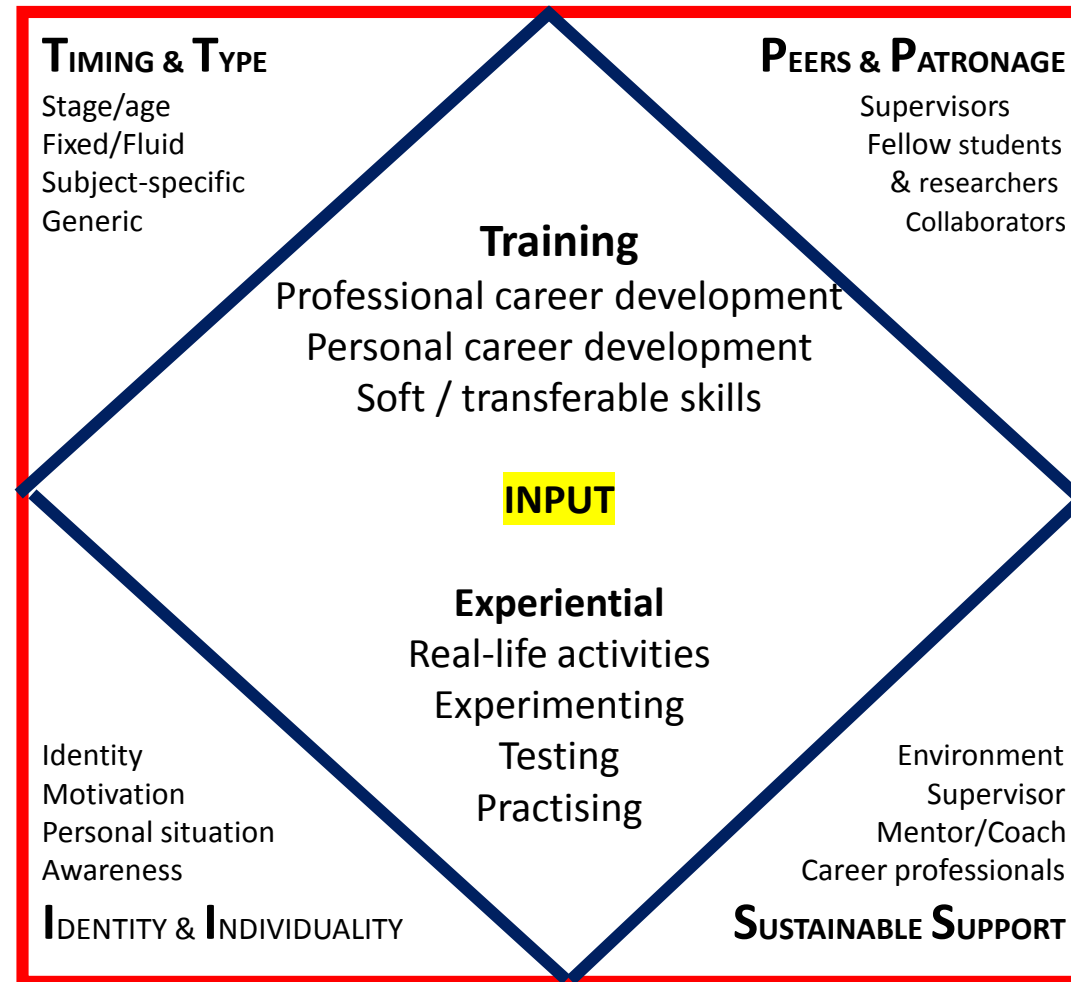 TIMING & TYPE
Stage/age
Fixed/Fluid
Subject-specific
Generic
PEERS & PATRONAGE
Supervisors
Fellow students
& researchers
Collaborators
Training
Professional career development
Personal career development
Soft / transferable skills
INPUT
Experiential
Real-life activities
Experimenting
Testing
Practising
Identity
Motivation
Personal situation
Awareness
IDENTITY & INDIVIDUALITY
Environment
Supervisor
Mentor/Coach
Career professionals
SUSTAINABLE SUPPORT